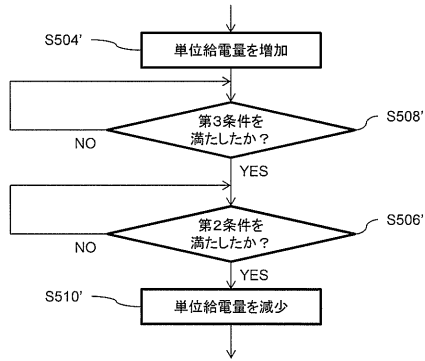 S504'
単位給電量を増加
第3条件を
満たしたか？
S508'
NO
YES
第2条件を
満たしたか？
S506'
NO
YES
S510'
単位給電量を減少